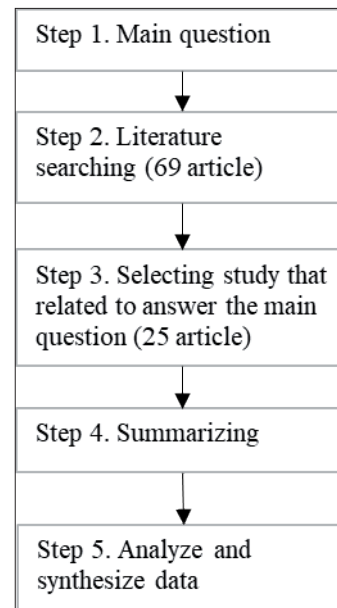 Step 1. Main question
Step 2. Literature
searching (69 article)
Step 3. Selecting study that
related to answer the main
question (25 article)
Step 4. Summarizing
Step 5. Analyze and
synthesize data